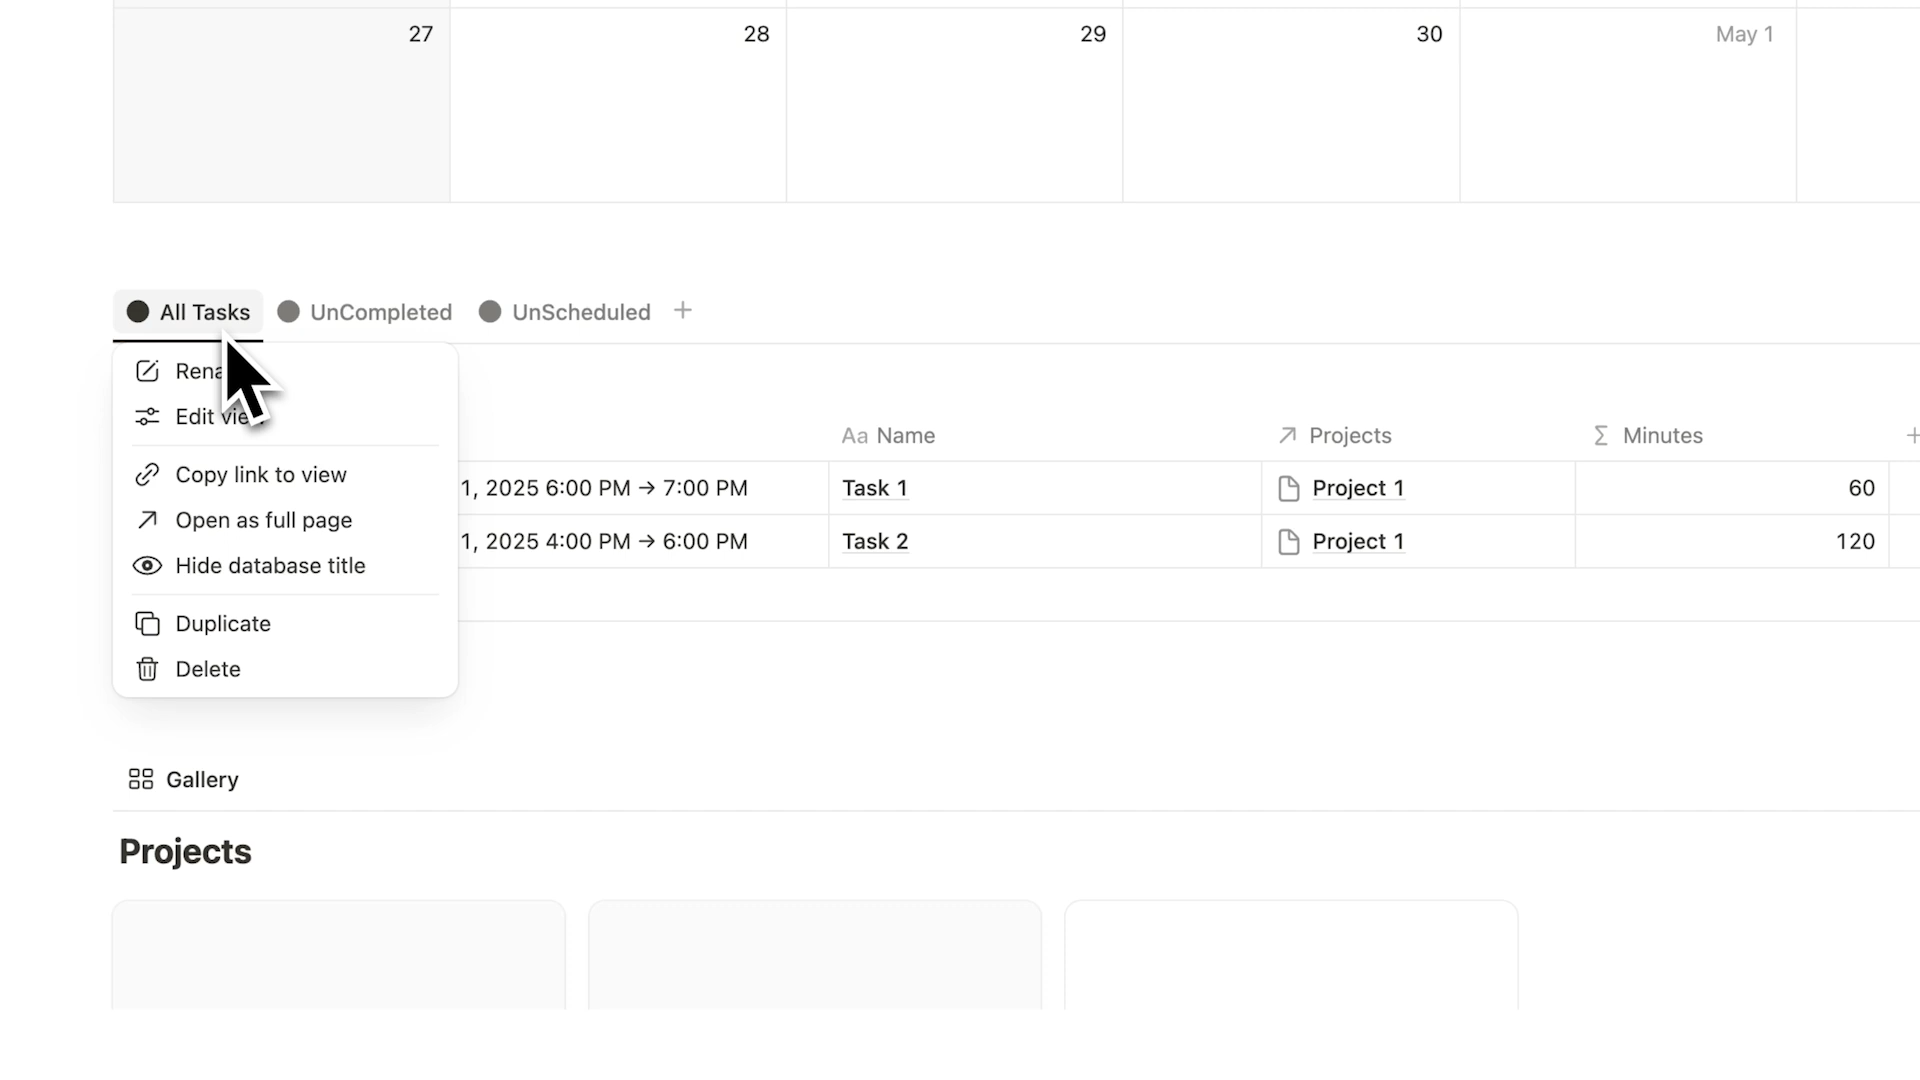 27 28 29 30 May 1
All Tasks UnCompleted UnScheduled +
Edit
Copy link to view
Open as full page
Hide database title
Duplicate
Delete
Aa Name Projects Σ Minutes +
1, 2025 6:00 PM → 7:00 PM Task 1 Project 1 60
1, 2025 4:00 PM → 6:00 PM Task 2 Project 1 120
Gallery
Projects